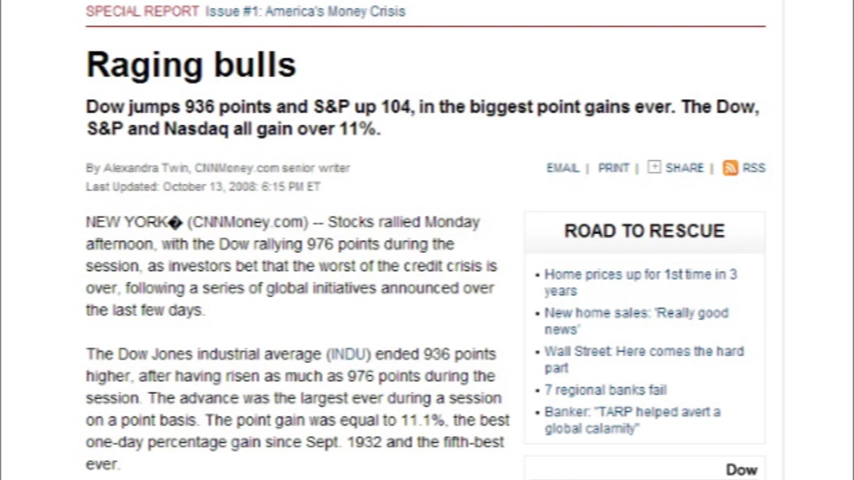 SPECIAL REPORT Issue #1: America's Money Crisis
Raging bulls
Dow jumps 936 points and S&P up 104, in the biggest point gains ever. The Dow,
S&P and Nasdaq all gain over 11%.
By Alexandra Twin, CNNMoney.com senior writer
EMAIL | PRINT | SHARE | RSS
Last Updated: October 13, 2008: 6:15 PM ET
NEW YORK� (CNNMoney.com) -- Stocks rallied Monday
afternoon, with the Dow rallying 976 points during the
session, as investors bet that the worst of the credit crisis is
over, following a series of global initiatives announced over
the last few days.
The Dow Jones industrial average (INDU) ended 936 points
higher, after having risen as much as 976 points during the
session. The advance was the largest ever during a session
on a point basis. The point gain was equal to 11.1%, the best
one-day percentage gain since Sept. 1932 and the fifth-best
ever.
ROAD TO RESCUE
• Home prices up for 1st time in 3
years
• New home sales: 'Really good
news'
• Wall Street: Here comes the hard
part
• 7 regional banks fail
• Banker: "TARP helped avert a
global calamity"
Dow